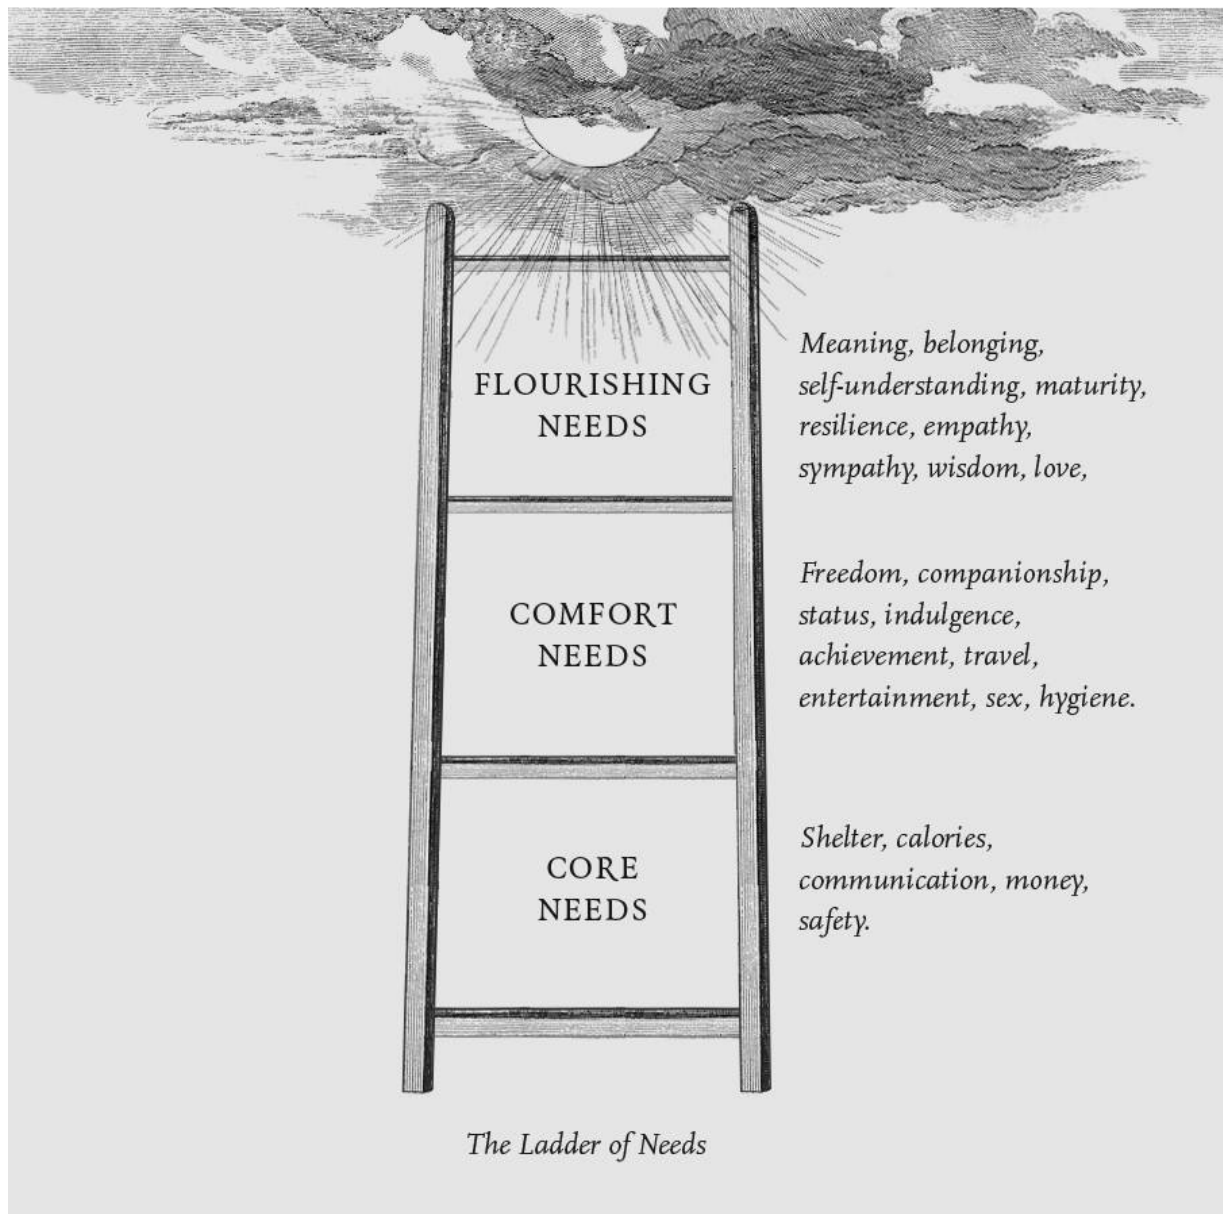 FLOURISHING
NEEDS
Meaning, belonging,
self-understanding, maturity,
resilience, empathy,
sympathy, wisdom, love,
COMFORT
NEEDS
Freedom, companionship,
status, indulgence,
achievement, travel,
entertainment, sex, hygiene.
CORE
NEEDS
Shelter, calories,
communication, money,
safety.
The Ladder of Needs